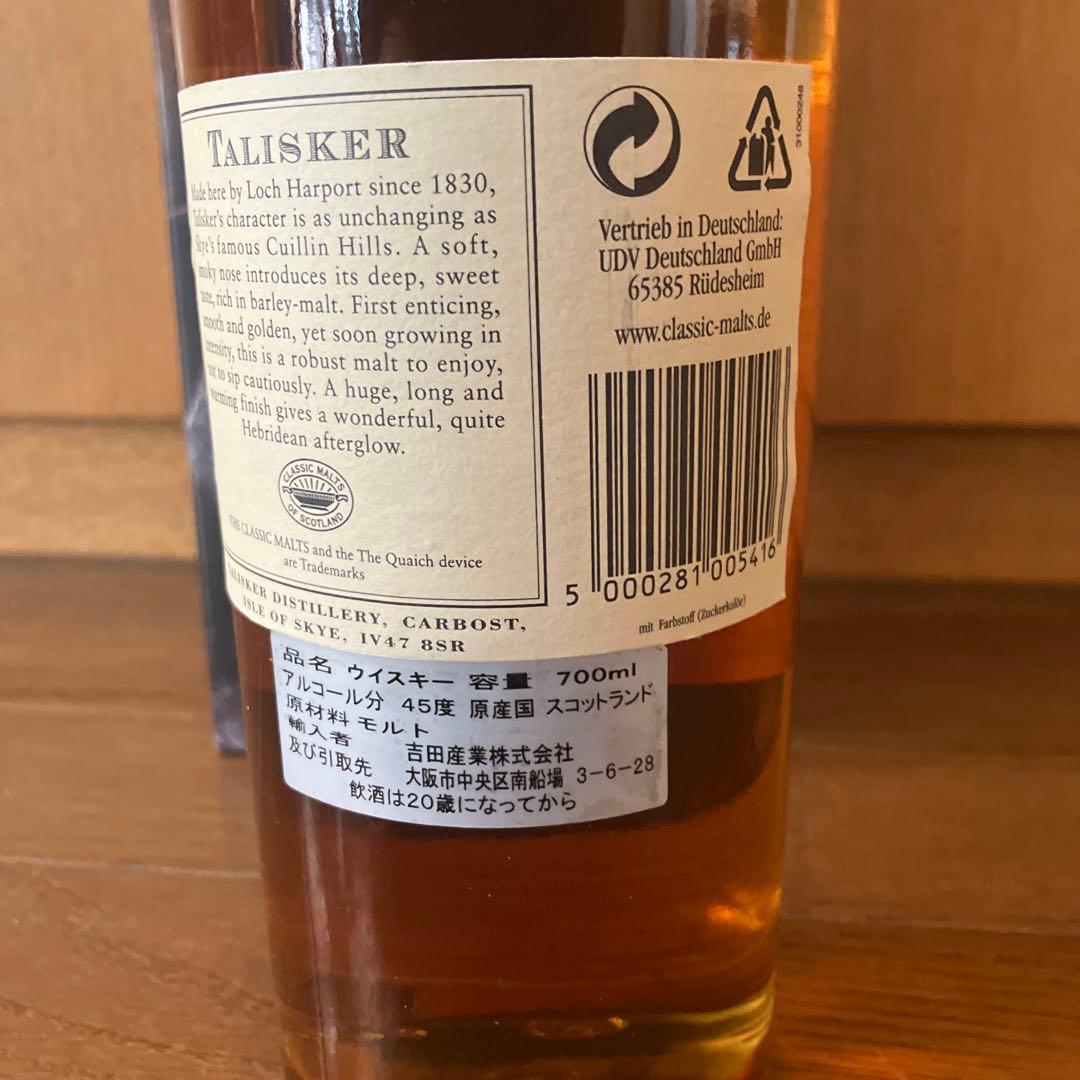 TALISKER
Made here by Loch Harport since 1830,
Talisker's character is as unchanging as
Skye's famous Cuillin Hills. A soft,
smoky nose introduces its deep, sweet
taste, rich in barley-malt. First enticing,
smooth and golden, yet soon growing in
intensity, this is a robust malt to enjoy,
not to sip cautiously. A huge, long and
warming finish gives a wonderful, quite
Hebridean afterglow.
CLASSIC MALTS
OF SCOTLAND
THE CLASSIC MALTS and the The Quaich device
are Trademarks
TALISKER DISTILLERY, CARBOST,
ISLE OF SKYE, IV47 8SR
31000248
Vertrieb in Deutschland:
UDV Deutschland GmbH
65385 Rüdesheim
www.classic-malts.de
5 000281 005416
mit Farbstoff (Zuckerkulör)
品名 ウイスキー 容量 700ml
アルコール分 45度 原産国 スコットランド
原材料 モルト
輸入者 吉田産業株式会社
及び引取先 大阪市中央区南船場 3-6-28
飲酒は20歳になってから